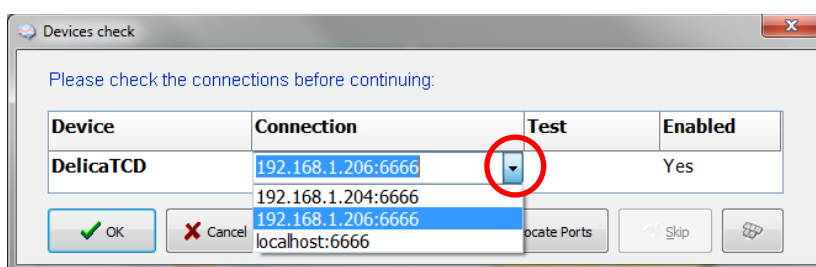 Devices check
Please check the connections before continuing:
Device Connection Test Enabled
DelicaTCD 192.168.1.206:6666 Yes
192.168.1.204:6666
192.168.1.206:6666
localhost:6666
OK Cancel ocate Ports Skip